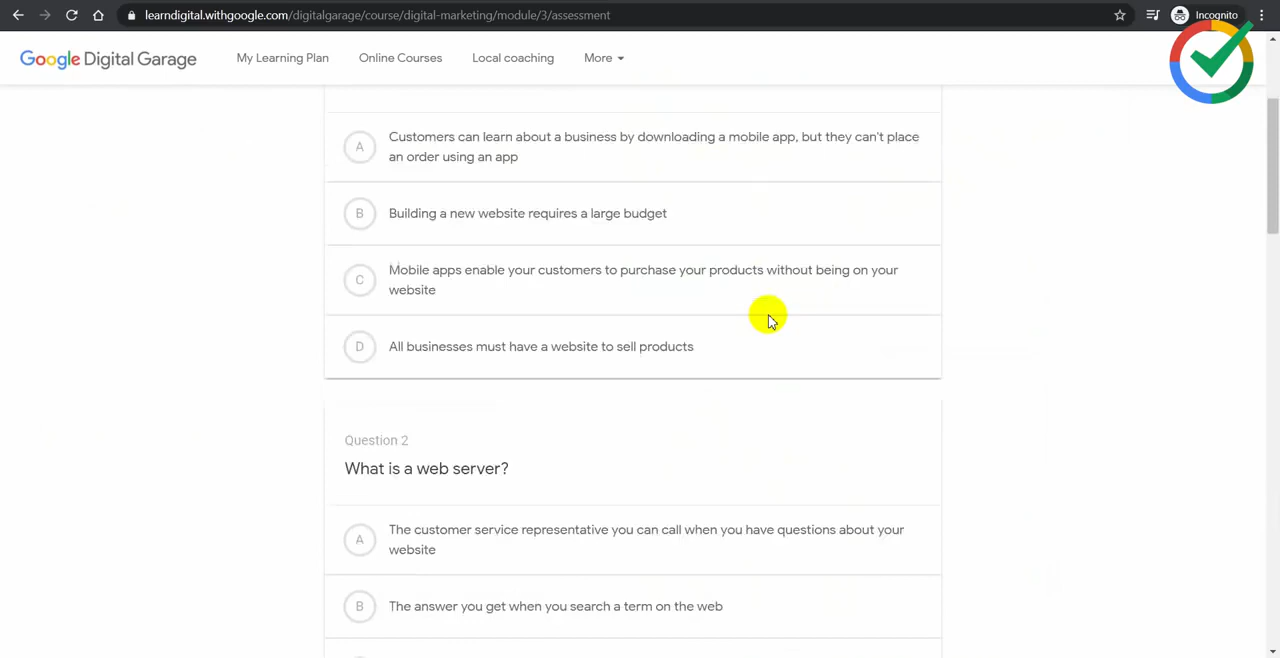 learndigital.withgoogle.com/digitalgarage/course/digital-marketing/module/3/assessment
Incognito
Google Digital Garage
My Learning Plan
Online Courses
Local coaching
More
A
Customers can learn about a business by downloading a mobile app, but they can't place
an order using an app
B
Building a new website requires a large budget
C
Mobile apps enable your customers to purchase your products without being on your
website
D
All businesses must have a website to sell products
Question 2
What is a web server?
A
The customer service representative you can call when you have questions about your
website
B
The answer you get when you search a term on the web